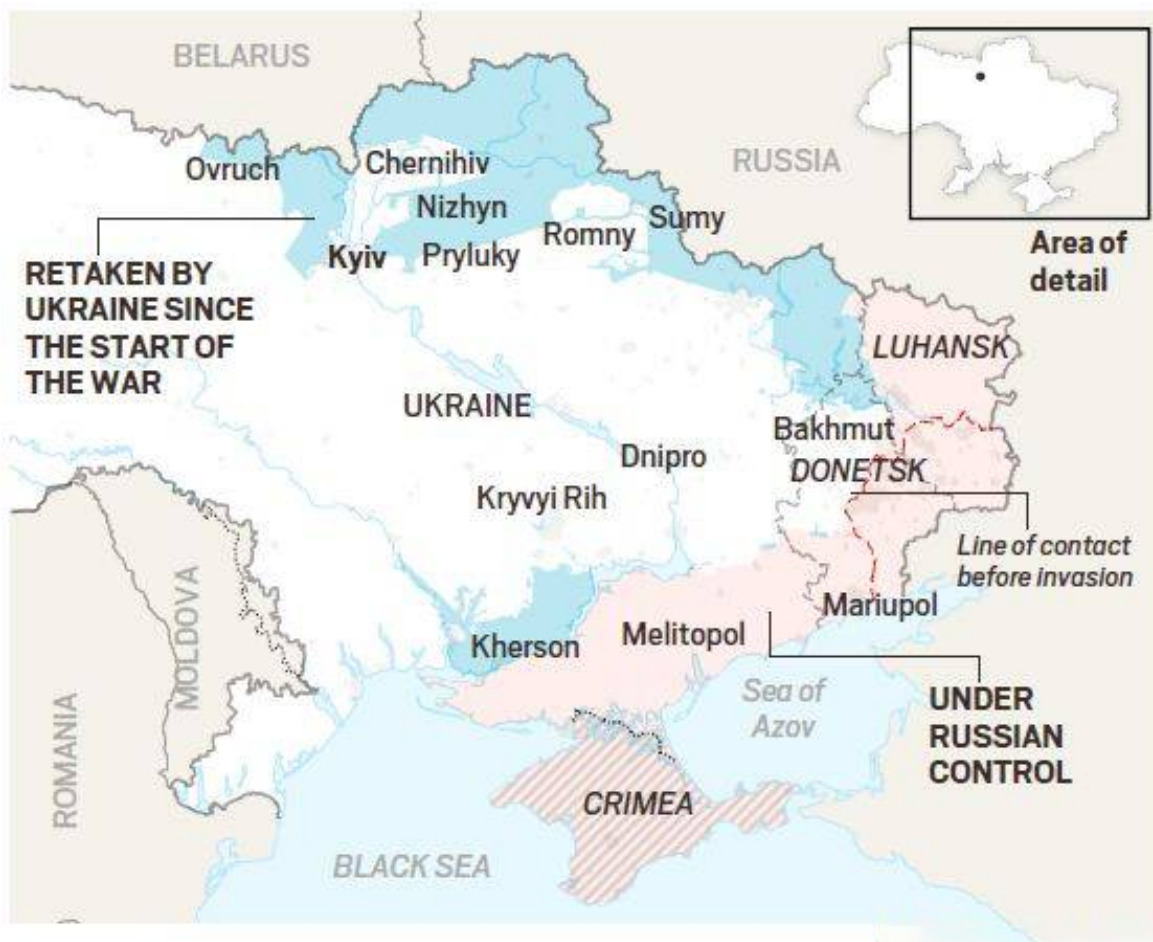 BELARUS
RUSSIA
Area of
detail
Ovruch
Chernihiv
Nizhyn
Sumy
Romny
Kyiv
Pryluky
RETAKEN BY
UKRAINE SINCE
THE START OF
THE WAR
LUHANSK
UKRAINE
Bakhmut
Dnipro
DONETSK
Kryvyi Rih
Line of contact
before invasion
MOLDOVA
Mariupol
Kherson
Melitopol
Sea of
Azov
UNDER
RUSSIAN
CONTROL
ROMANIA
CRIMEA
BLACK SEA